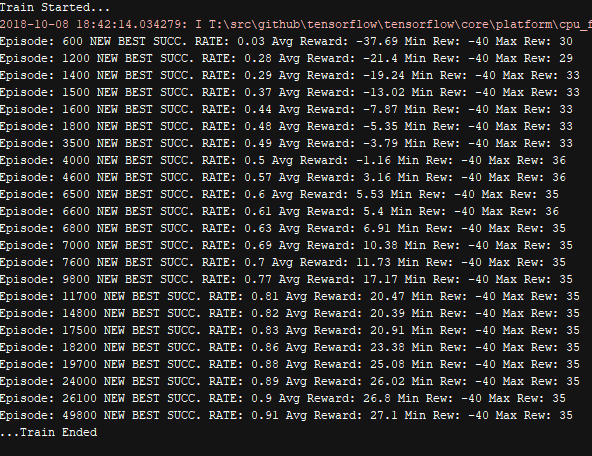 Train Started...
2018-10-08 18:42:14.034279: I T:\src\github\tensorflow\tensorflow\core\platform\cpu_f
Episode: 600 NEW BEST SUCC. RATE: 0.03 Avg Reward: -37.69 Min Rew: -40 Max Rew: 30
Episode: 1200 NEW BEST SUCC. RATE: 0.28 Avg Reward: -21.4 Min Rew: -40 Max Rew: 29
Episode: 1400 NEW BEST SUCC. RATE: 0.29 Avg Reward: -19.24 Min Rew: -40 Max Rew: 33
Episode: 1500 NEW BEST SUCC. RATE: 0.37 Avg Reward: -13.02 Min Rew: -40 Max Rew: 33
Episode: 1600 NEW BEST SUCC. RATE: 0.44 Avg Reward: -7.87 Min Rew: -40 Max Rew: 33
Episode: 1800 NEW BEST SUCC. RATE: 0.48 Avg Reward: -5.35 Min Rew: -40 Max Rew: 33
Episode: 3500 NEW BEST SUCC. RATE: 0.49 Avg Reward: -3.79 Min Rew: -40 Max Rew: 33
Episode: 4000 NEW BEST SUCC. RATE: 0.5 Avg Reward: -1.16 Min Rew: -40 Max Rew: 36
Episode: 4600 NEW BEST SUCC. RATE: 0.57 Avg Reward: 3.16 Min Rew: -40 Max Rew: 36
Episode: 6500 NEW BEST SUCC. RATE: 0.6 Avg Reward: 5.53 Min Rew: -40 Max Rew: 35
Episode: 6600 NEW BEST SUCC. RATE: 0.61 Avg Reward: 5.4 Min Rew: -40 Max Rew: 36
Episode: 6800 NEW BEST SUCC. RATE: 0.63 Avg Reward: 6.91 Min Rew: -40 Max Rew: 35
Episode: 7000 NEW BEST SUCC. RATE: 0.69 Avg Reward: 10.38 Min Rew: -40 Max Rew: 35
Episode: 7600 NEW BEST SUCC. RATE: 0.7 Avg Reward: 11.73 Min Rew: -40 Max Rew: 35
Episode: 9800 NEW BEST SUCC. RATE: 0.77 Avg Reward: 17.17 Min Rew: -40 Max Rew: 35
Episode: 11700 NEW BEST SUCC. RATE: 0.81 Avg Reward: 20.47 Min Rew: -40 Max Rew: 35
Episode: 14800 NEW BEST SUCC. RATE: 0.82 Avg Reward: 20.39 Min Rew: -40 Max Rew: 35
Episode: 17500 NEW BEST SUCC. RATE: 0.83 Avg Reward: 20.91 Min Rew: -40 Max Rew: 35
Episode: 18200 NEW BEST SUCC. RATE: 0.86 Avg Reward: 23.38 Min Rew: -40 Max Rew: 35
Episode: 19700 NEW BEST SUCC. RATE: 0.88 Avg Reward: 25.08 Min Rew: -40 Max Rew: 35
Episode: 24000 NEW BEST SUCC. RATE: 0.89 Avg Reward: 26.02 Min Rew: -40 Max Rew: 35
Episode: 26100 NEW BEST SUCC. RATE: 0.9 Avg Reward: 26.8 Min Rew: -40 Max Rew: 35
Episode: 49800 NEW BEST SUCC. RATE: 0.91 Avg Reward: 27.1 Min Rew: -40 Max Rew: 35
...Train Ended